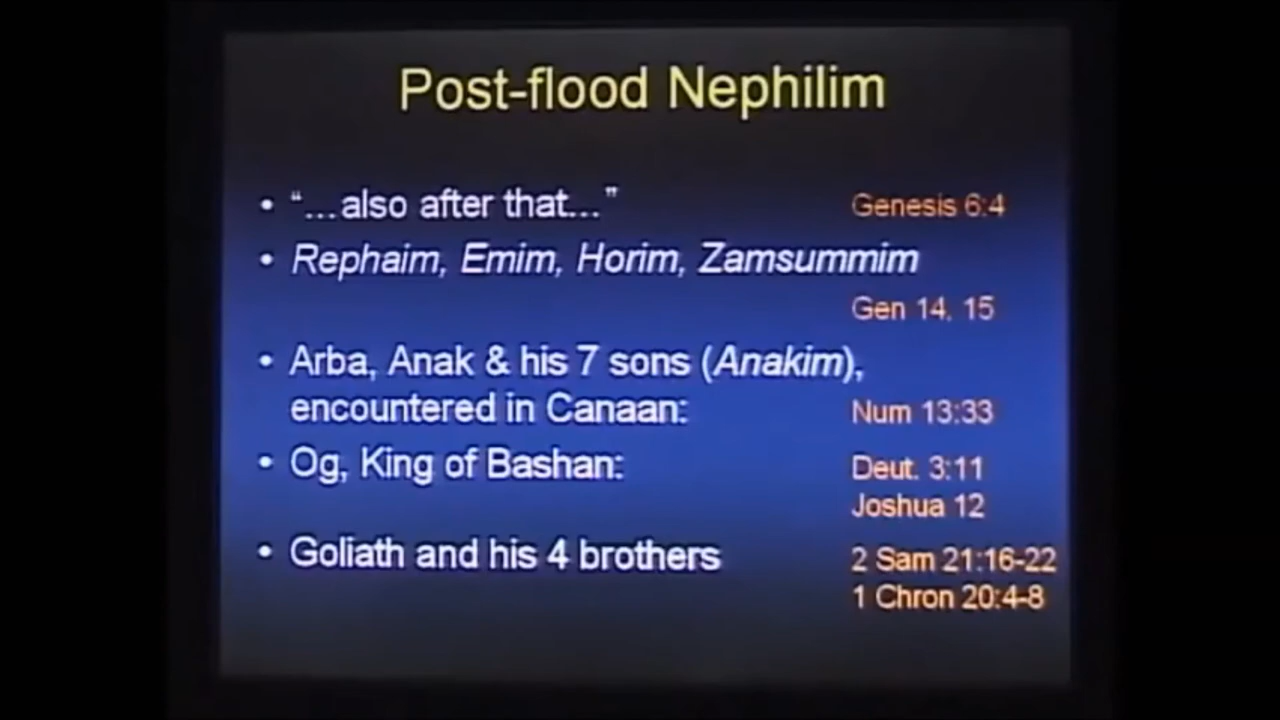 Post-flood Nephilim
• “...also after that...” Genesis 6:4
• Rephaim, Emim, Horim, Zamsummim
Gen 14, 15
• Arba, Anak & his 7 sons (Anakim),
encountered in Canaan: Num 13:33
• Og, King of Bashan: Deut. 3:11
Joshua 12
• Goliath and his 4 brothers 2 Sam 21:16-22
1 Chron 20:4-8